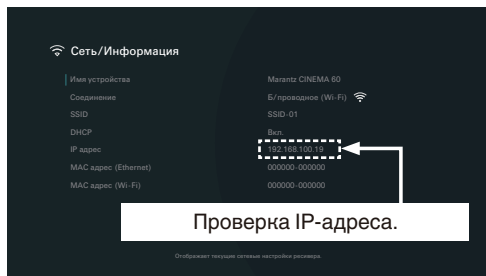 Сеть/Информация
Имя устройства Marantz CINEMA 60
Соединение Б/проводное (Wi-Fi)
SSID SSID-01
DHCP Вкл.
IP адрес 192.168.100.19
MAC адрес (Ethernet) 000000-000000
MAC адрес (Wi-Fi) 000000-000000
Проверка IP-адреса.
Отображает текущие сетевые настройки ресивера.